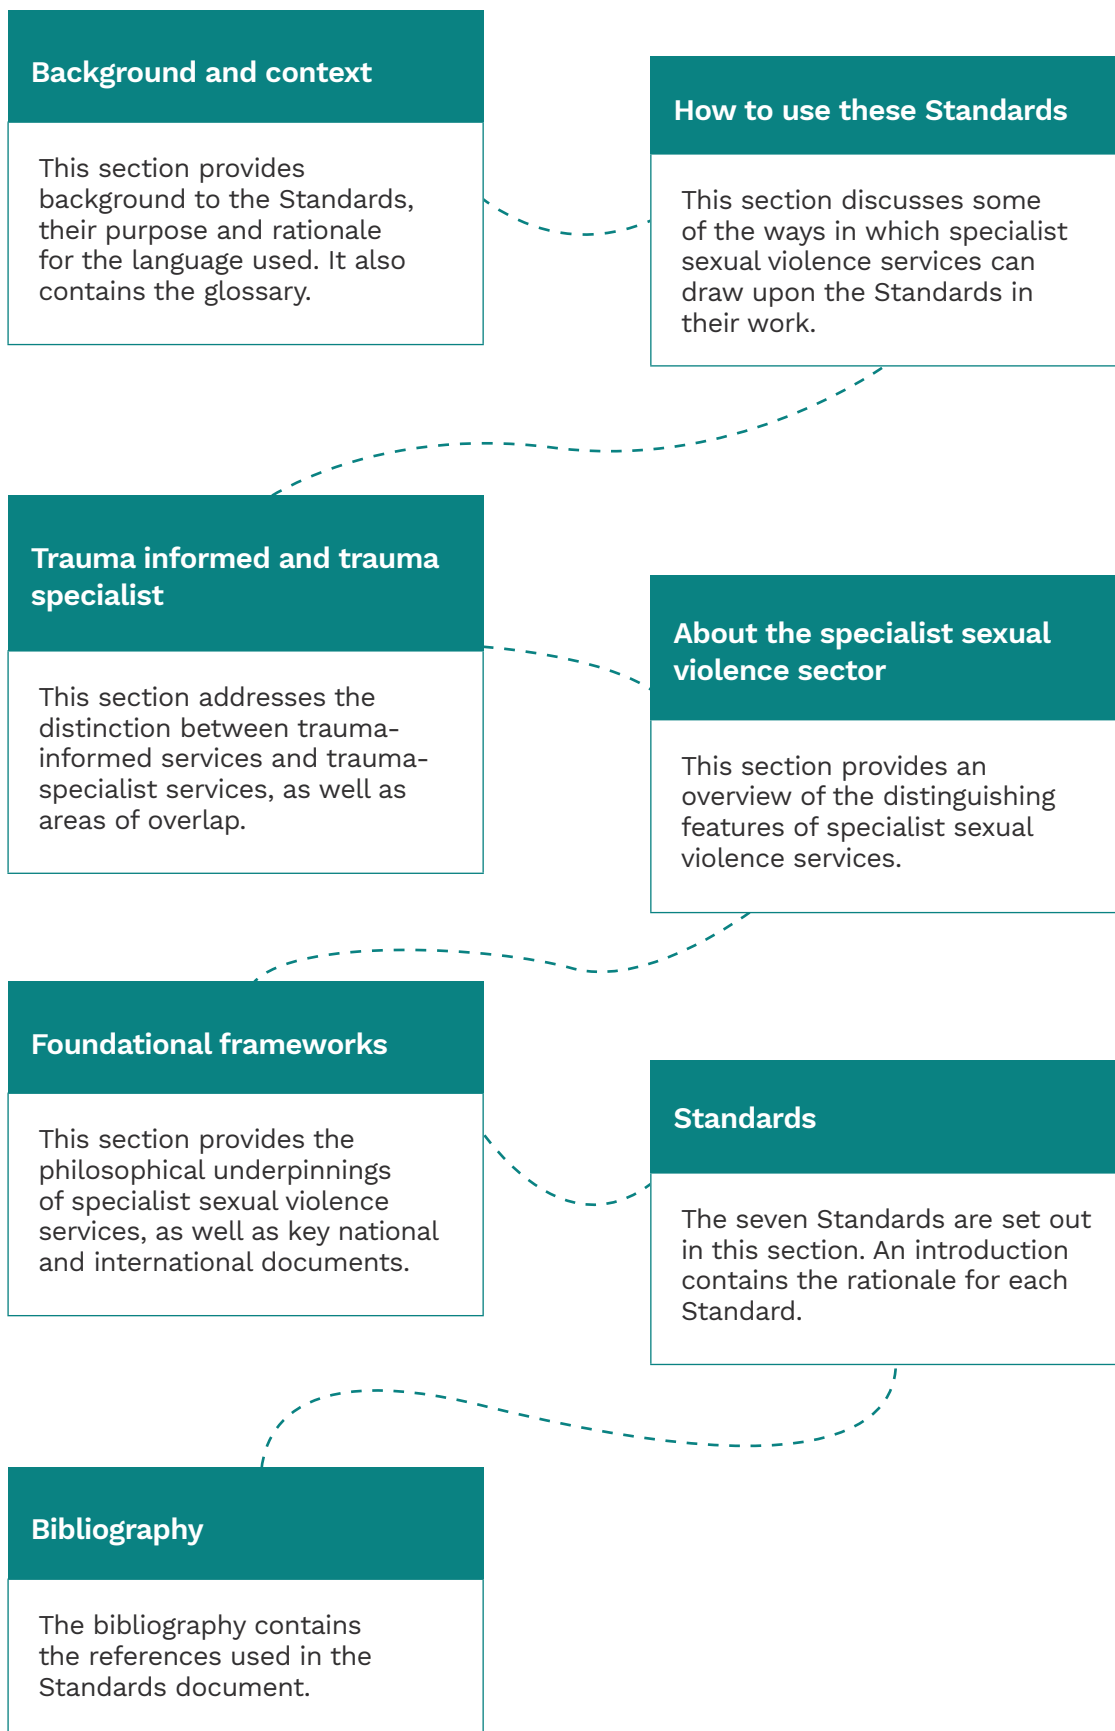 Background and context
This section provides
background to the Standards,
their purpose and rationale
for the language used. It also
contains the glossary.
How to use these Standards
This section discusses some
of the ways in which specialist
sexual violence services can
draw upon the Standards in
their work.
Trauma informed and trauma
specialist
This section addresses the
distinction between trauma-
informed services and trauma-
specialist services, as well as
areas of overlap.
About the specialist sexual
violence sector
This section provides an
overview of the distinguishing
features of specialist sexual
violence services.
Foundational frameworks
This section provides the
philosophical underpinnings
of specialist sexual violence
services, as well as key national
and international documents.
Standards
The seven Standards are set out
in this section. An introduction
contains the rationale for each
Standard.
Bibliography
The bibliography contains
the references used in the
Standards document.